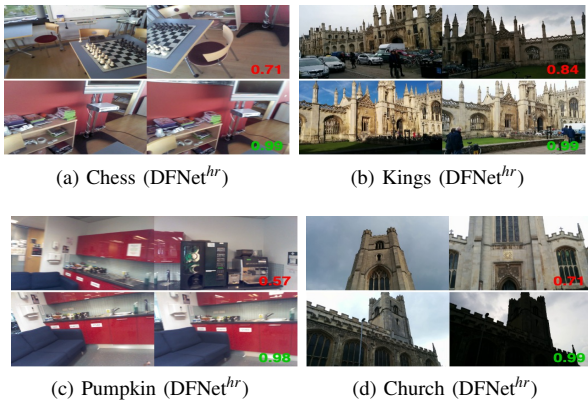 0.71
0.84
0.99
0.99
(a) Chess (DFNet^hr)
(b) Kings (DFNet^hr)
0.57
0.71
0.98
0.99
(c) Pumpkin (DFNet^hr)
(d) Church (DFNet^hr)